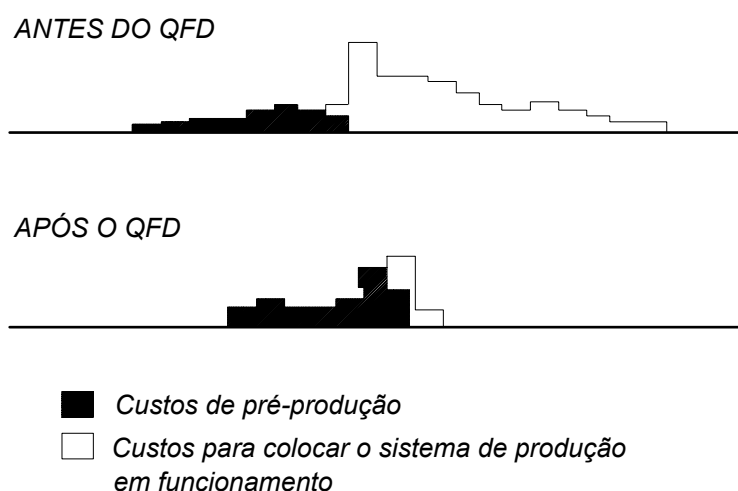 ANTES DO QFD
APÓS O QFD
Custos de pré-produção
Custos para colocar o sistema de produção
em funcionamento